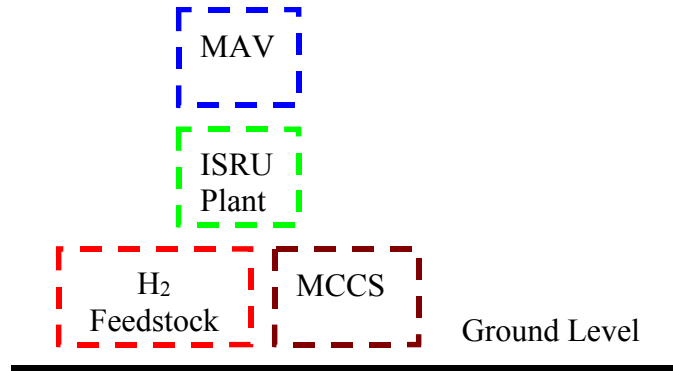 MAV
ISRU
Plant
H₂
Feedstock
MCCS
Ground Level